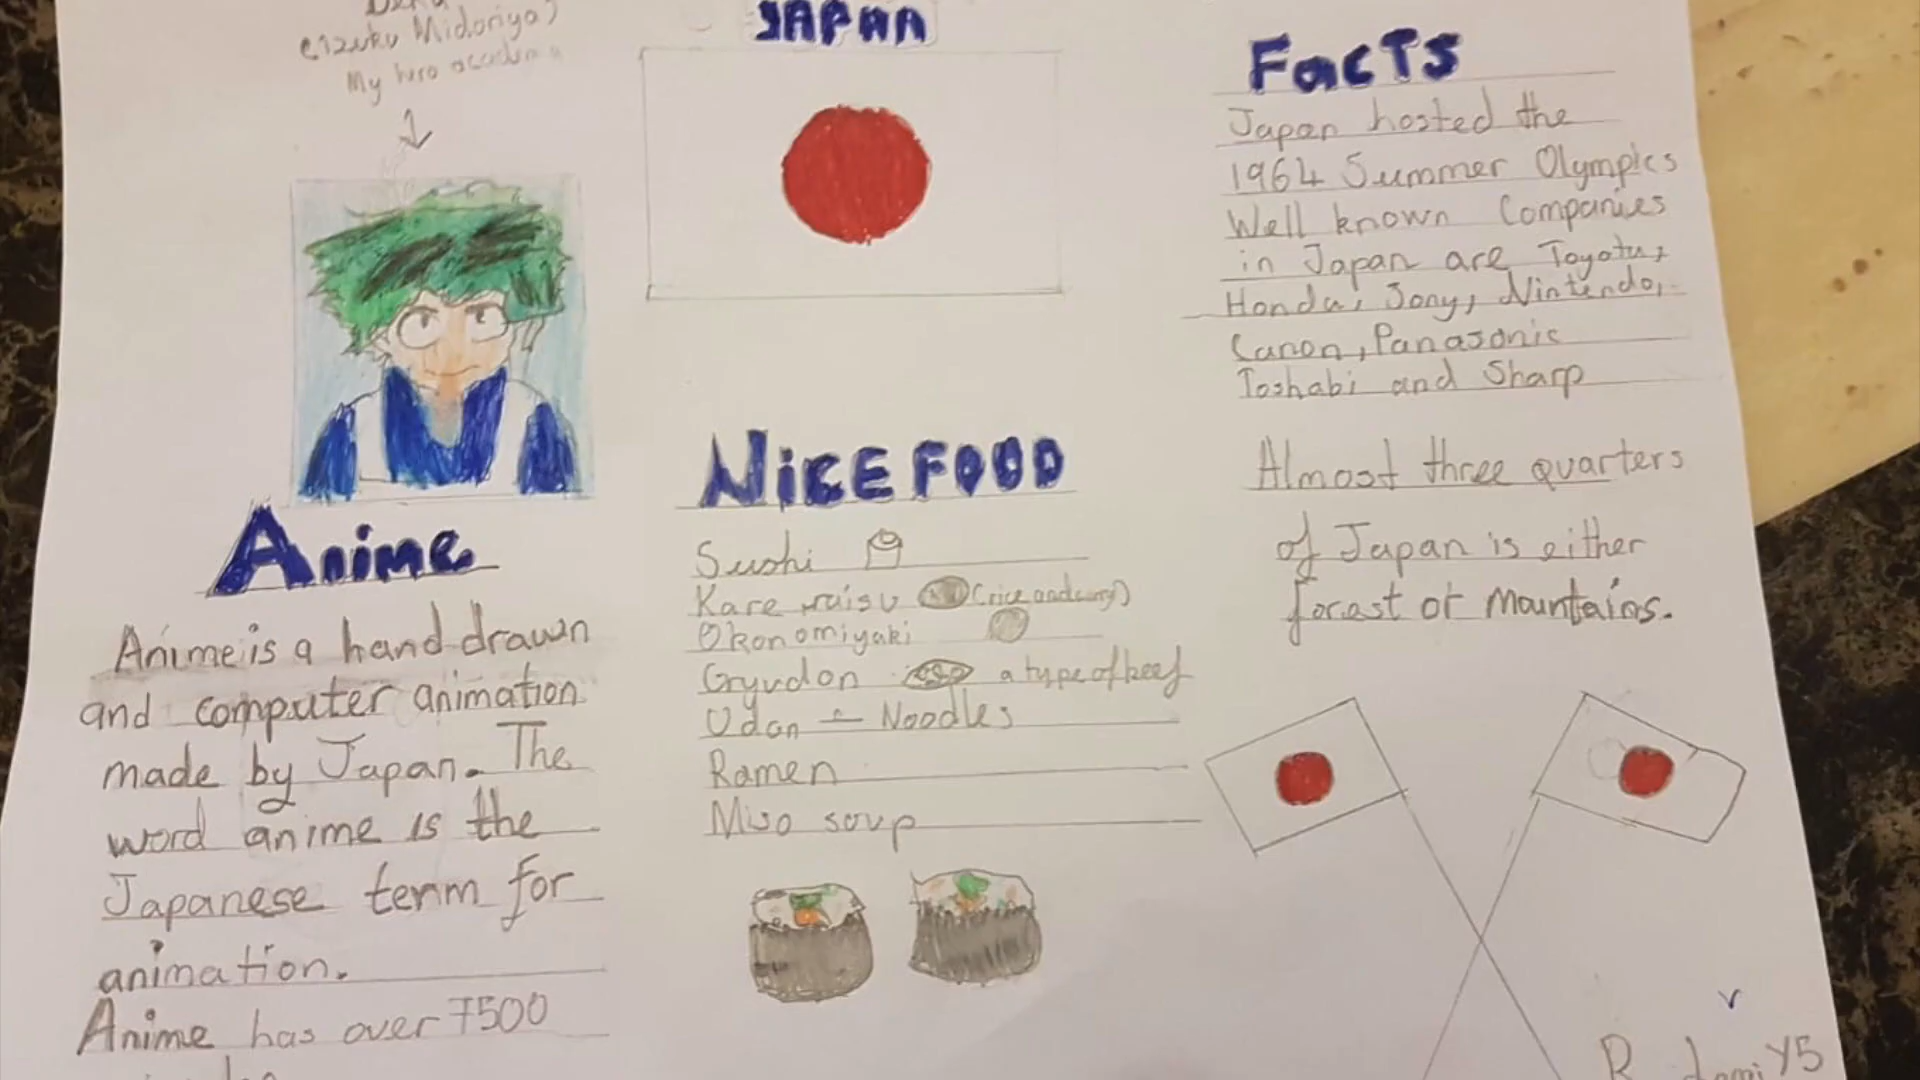 (Izuku Midoriya)
My hero academia
Anime
Anime is a hand drawn
and computer animation
made by Japan. The
word anime is the
Japanese term for
animation.
Anime has over 7500
JAPAN
NiCE FOOD
Sushi
Kare raisu (rice and curry)
Okonomiyaki
Gryudon a type of beef
Udan - Noodles
Ramen
Miso soup
FacTS
Japan hosted the
1964 Summer Olympics
Well known Companies
in Japan are Toyota,
Honda, Sony, Nintendo,
Canon, Panasonic
Toshabi and Sharp
Almost three quarters
of Japan is either
forest or mountains.
Y5